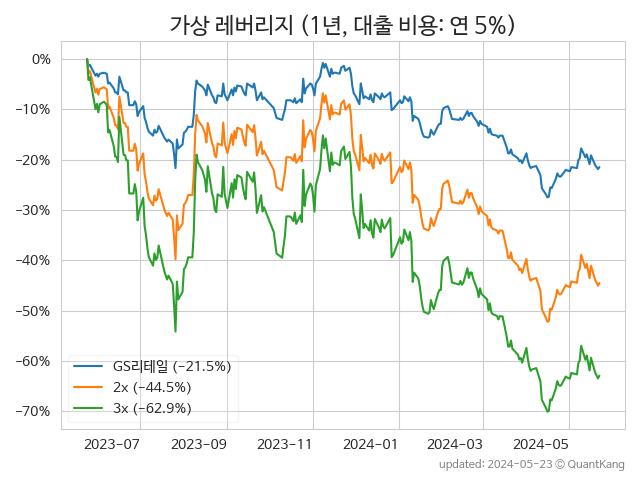 가상 레버리지 (1년, 대출 비용: 연 5%)
0%
−10%
−20%
−30%
−40%
−50%
−60%
−70%
GS리테일 (−21.5%)
2x (−44.5%)
3x (−62.9%)
2023-07 2023-09 2023-11 2024-01 2024-03 2024-05
updated: 2024-05-23 ⓒ QuantKang